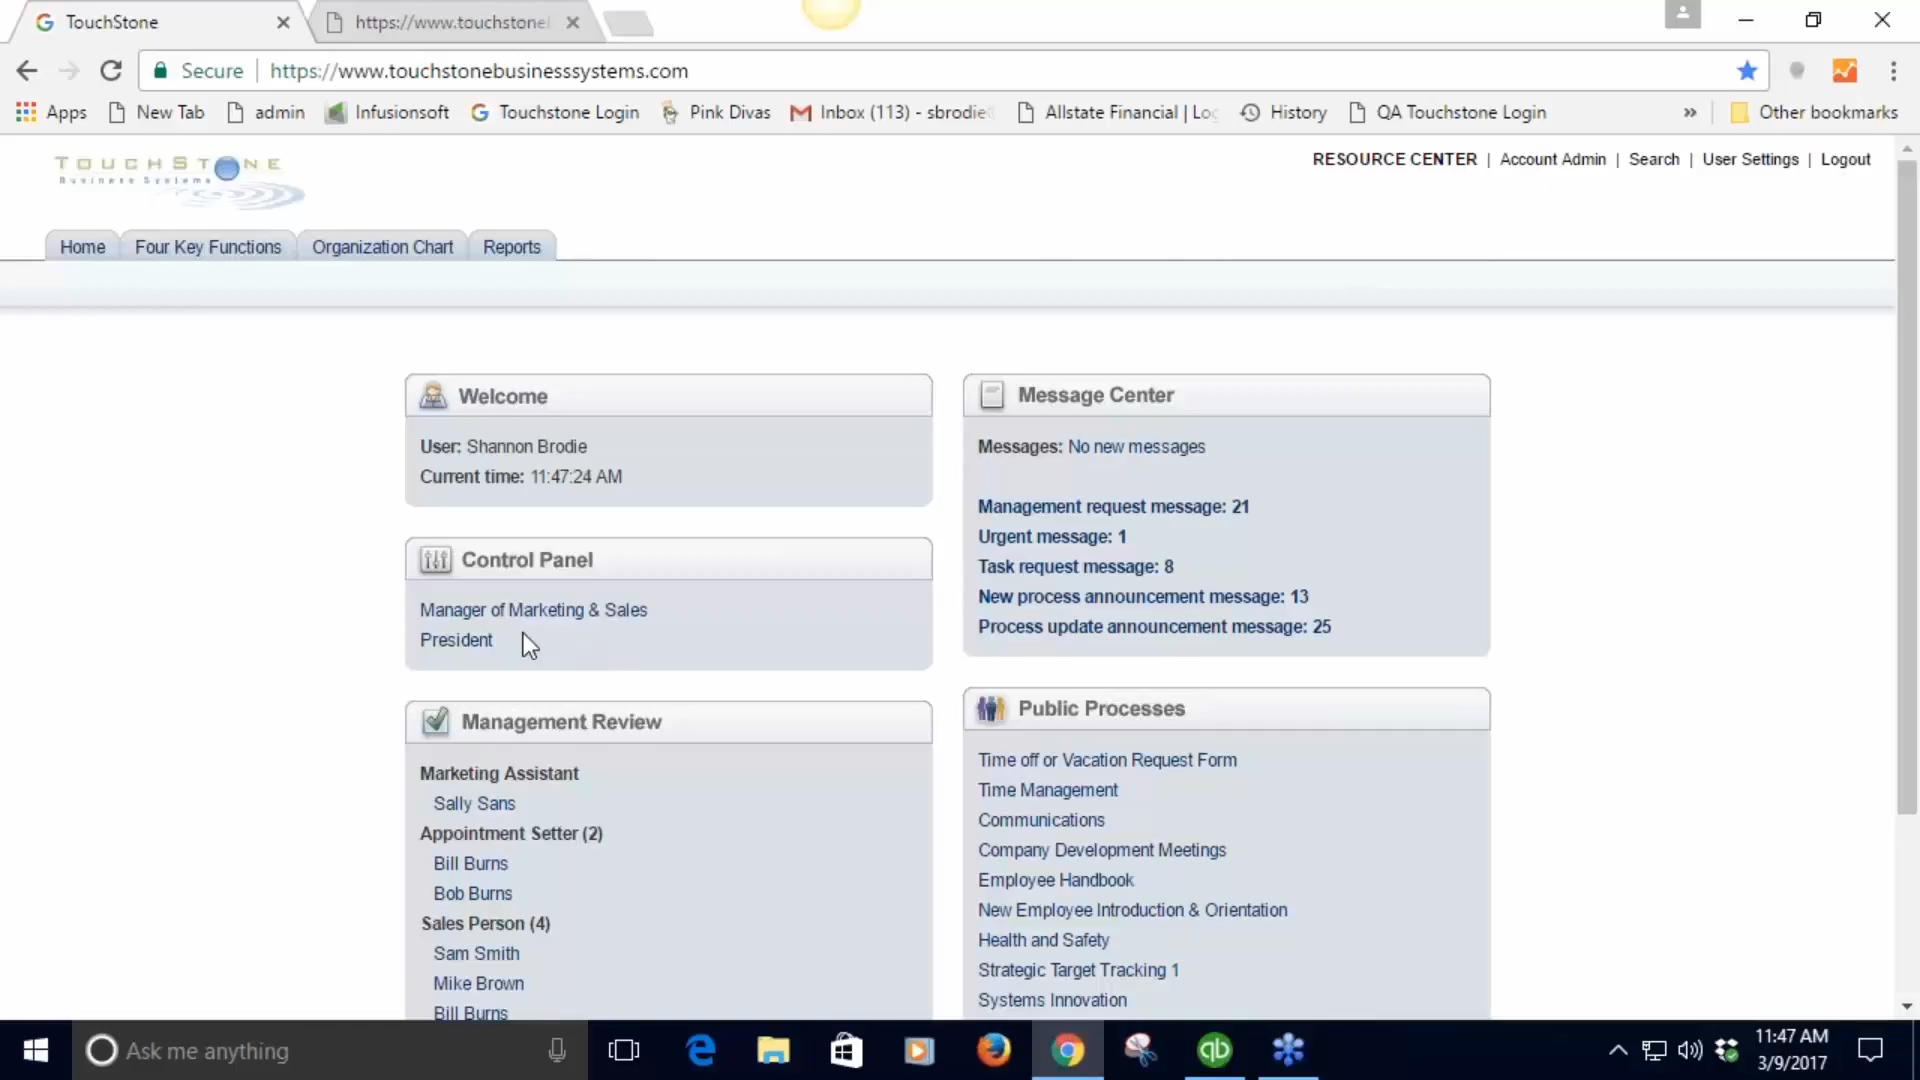 TouchStone
https://www.touchstonel
Secure
https://www.touchstonebusinesssystems.com
Apps
New Tab
admin
Infusionsoft
Touchstone Login
Pink Divas
Inbox (113) - sbrodie
Allstate Financial | Log
History
QA Touchstone Login
»
Other bookmarks
TOUCHSTONE
Business Systems
RESOURCE CENTER | Account Admin | Search | User Settings | Logout
Home
Four Key Functions
Organization Chart
Reports
Welcome
User: Shannon Brodie
Current time: 11:47:24 AM
Control Panel
Manager of Marketing & Sales
President
Management Review
Marketing Assistant
Sally Sans
Appointment Setter (2)
Bill Burns
Bob Burns
Sales Person (4)
Sam Smith
Mike Brown
Bill Burns
Message Center
Messages: No new messages
Management request message: 21
Urgent message: 1
Task request message: 8
New process announcement message: 13
Process update announcement message: 25
Public Processes
Time off or Vacation Request Form
Time Management
Communications
Company Development Meetings
Employee Handbook
New Employee Introduction & Orientation
Health and Safety
Strategic Target Tracking 1
Systems Innovation
Ask me anything
qb
11:47 AM
3/9/2017